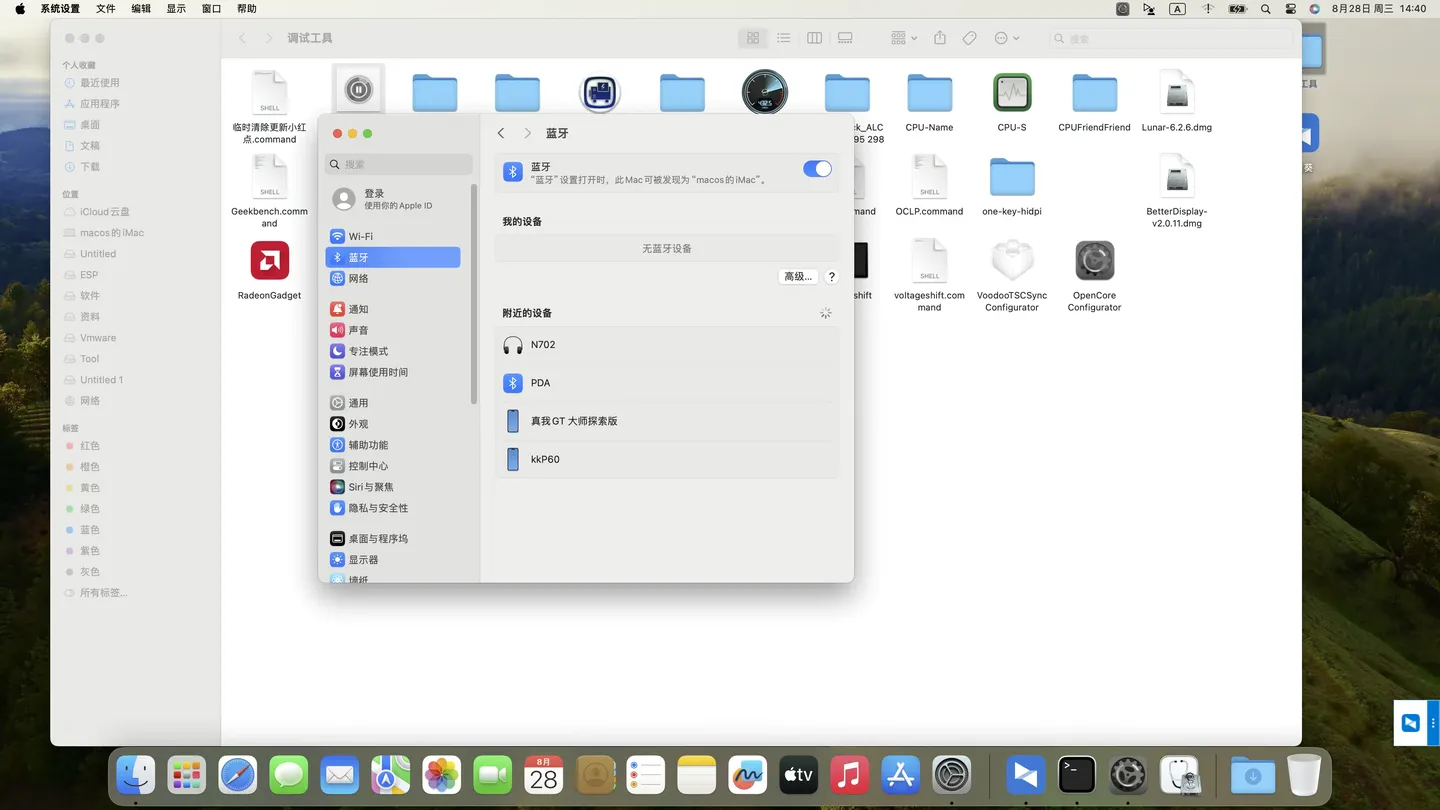 系统设置 文件 编辑 显示 窗口 帮助
A
8月28日 周三 14:40
调试工具
搜索
个人收藏
最近使用
应用程序
桌面
文稿
下载
位置
iCloud云盘
macos的iMac
Untitled
ESP
软件
资料
Vmware
Tool
Untitled 1
网络
标签
红色
橙色
黄色
绿色
蓝色
紫色
灰色
所有标签...
SHELL
临时清除更新小红
点.command
ck_ALC
95 298
CPU-Name
CPU-S
CPUFriendFriend
Lunar-6.2.6.dmg
SHELL
Geekbench.comm
and
mand
SHELL
OCLP.command
one-key-hidpi
BetterDisplay-
v2.0.11.dmg
RadeonGadget
shift
SHELL
voltageshift.com
mand
VoodooTSCSync
Configurator
OpenCore
Configurator
工具
葵
搜索
登录
使用你的 Apple ID
Wi-Fi
蓝牙
网络
通知
声音
专注模式
屏幕使用时间
通用
外观
辅助功能
控制中心
Siri与聚焦
隐私与安全性
桌面与程序坞
显示器
墙纸
蓝牙
蓝牙
“蓝牙”设置打开时，此Mac可被发现为“macos的iMac”。
我的设备
无蓝牙设备
高级...
?
附近的设备
N702
PDA
真我GT 大师探索版
kkP60
8月
28
tv